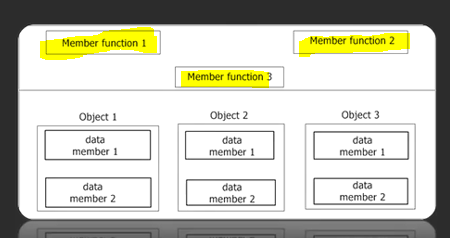 Member function 1
Member function 2
Member function 3
Object 1
Object 2
Object 3
data
member 1
data
member 1
data
member 1
data
member 2
data
member 2
data
member 2